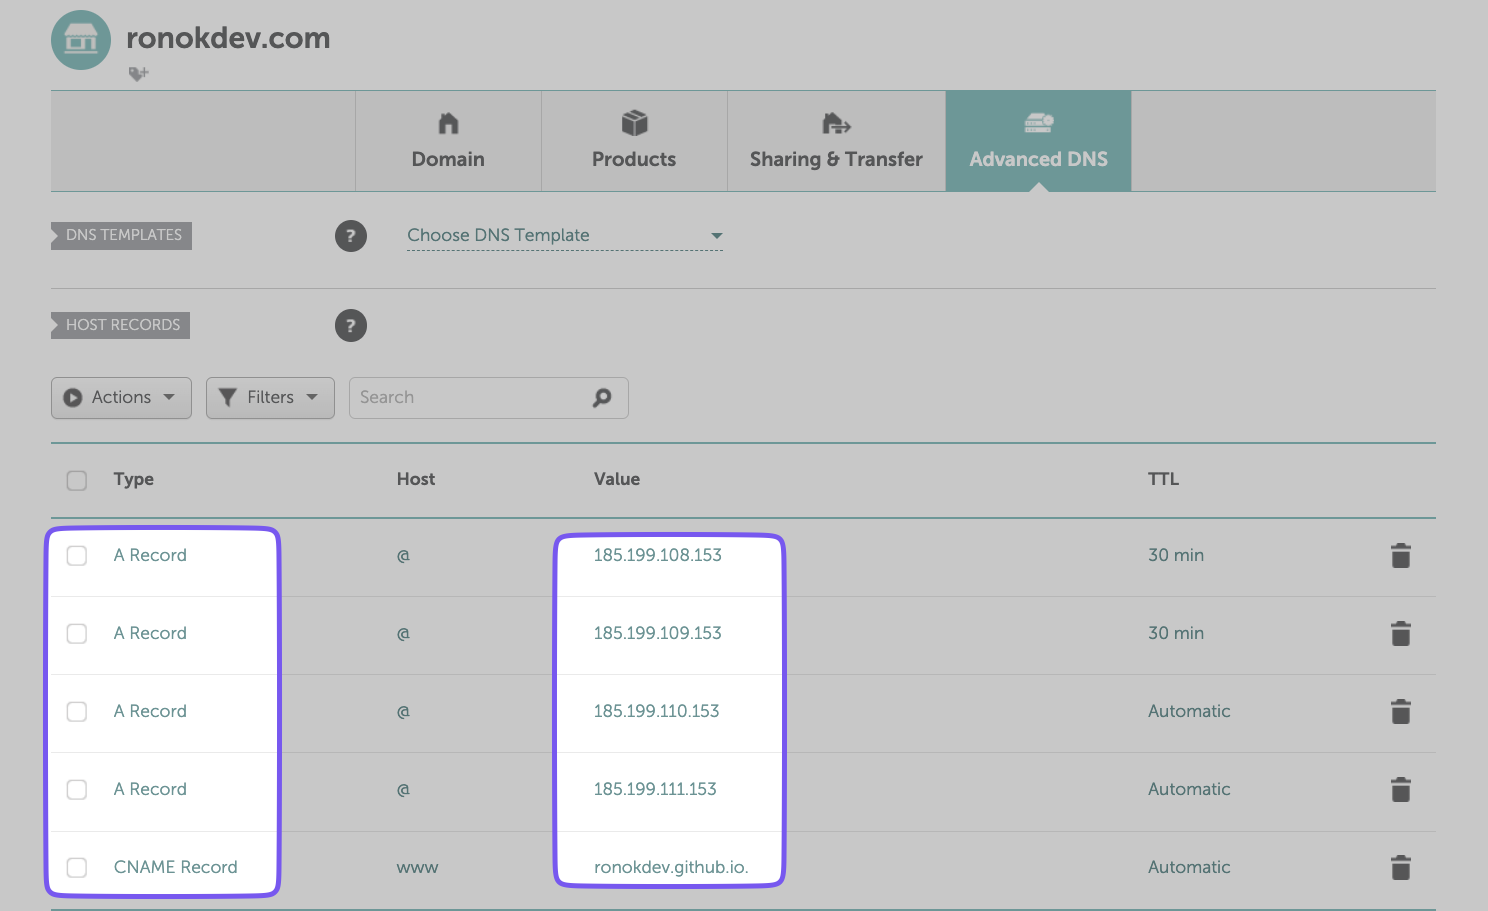 ronokdev.com
Domain Products Sharing & Transfer Advanced DNS
DNS TEMPLATES ? Choose DNS Template
HOST RECORDS ?
Actions Filters Search
Type Host Value TTL
A Record @ 185.199.108.153 30 min
A Record @ 185.199.109.153 30 min
A Record @ 185.199.110.153 Automatic
A Record @ 185.199.111.153 Automatic
CNAME Record www ronokdev.github.io. Automatic